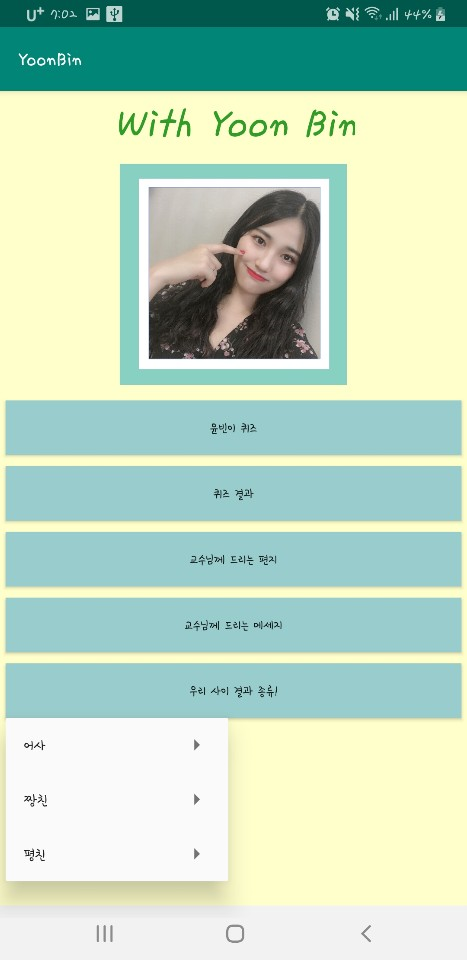 U+ 7:02 44%
YoonBin
With Yoon Bin
윤빈이 퀴즈
퀴즈 결과
교수님께 드리는 편지
교수님께 드리는 메세지
우리 사이 결과 종류!
어사
짱친
평친